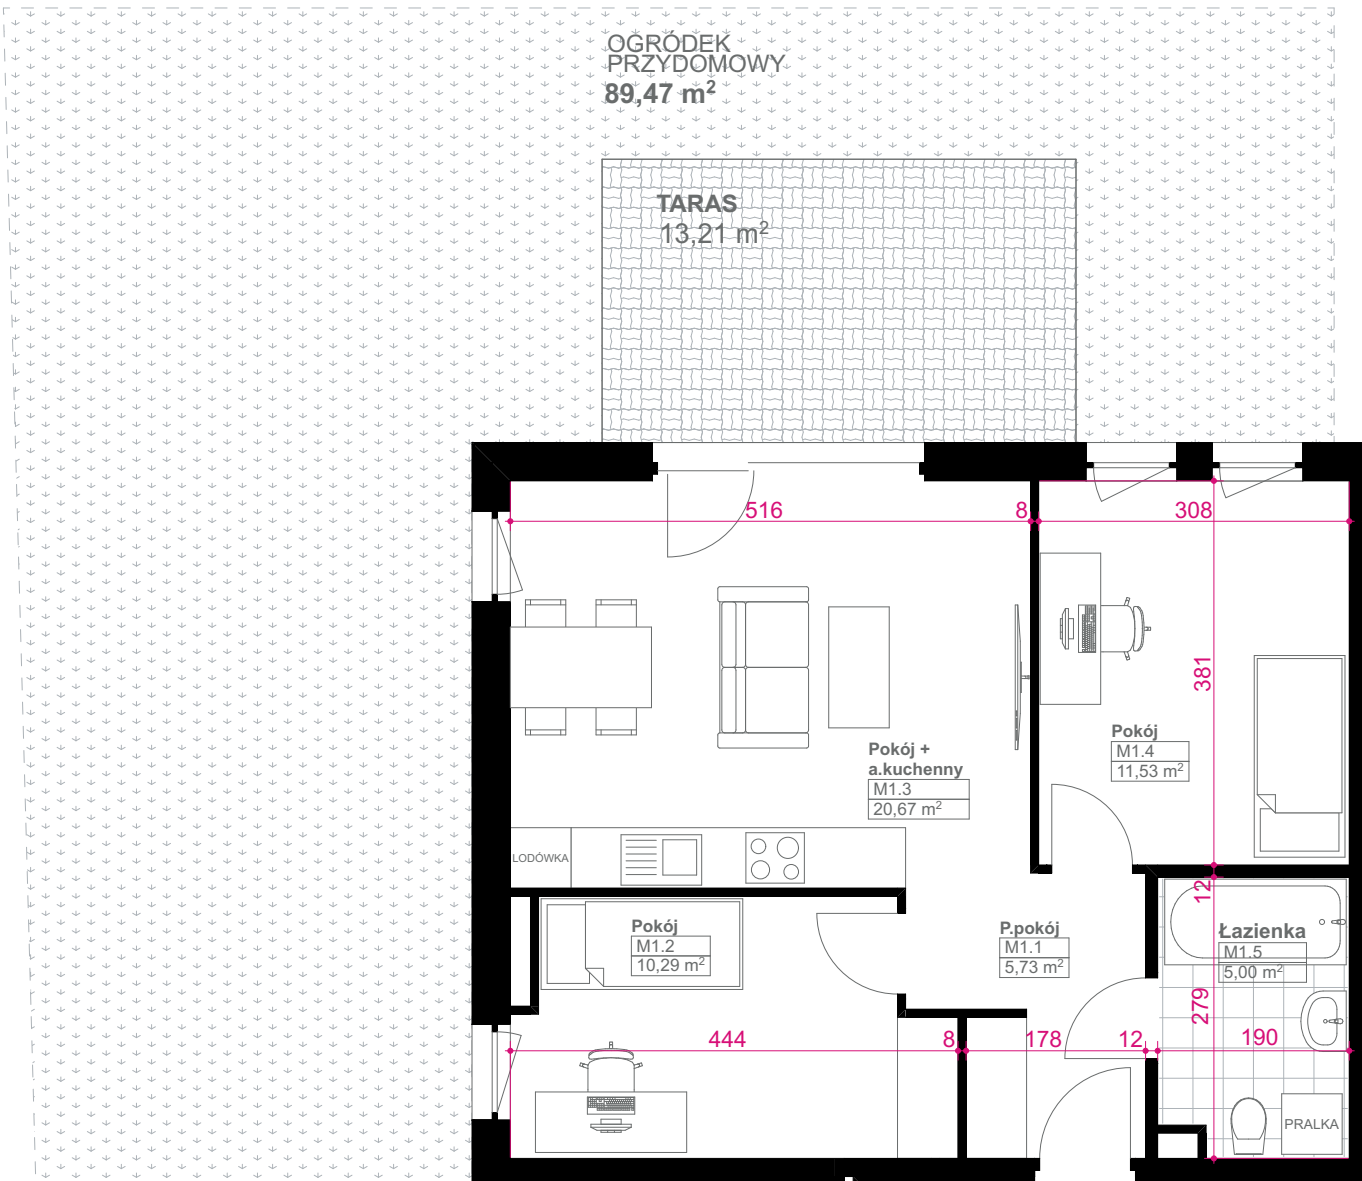 OGRÓDEK
PRZYDOMOWY
89,47 m²
TARAS
13,21 m²
516
8
308
381
Pokój
M1.4
11,53 m²
Pokój +
a.kuchenny
M1.3
20,67 m²
LODÓWKA
12
Pokój
M1.2
10,29 m²
P.pokój
M1.1
5,73 m²
Łazienka
M1.5
5,00 m²
279
444
8
178
12
190
PRALKA